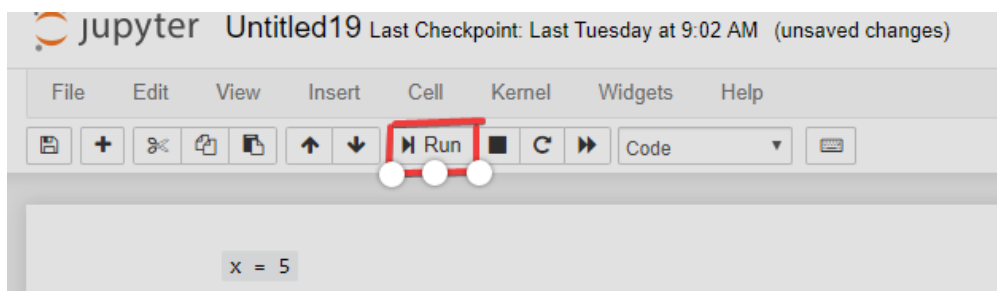 jupyter Untitled19 Last Checkpoint: Last Tuesday at 9:02 AM (unsaved changes)
File Edit View Insert Cell Kernel Widgets Help
Run Code
x = 5